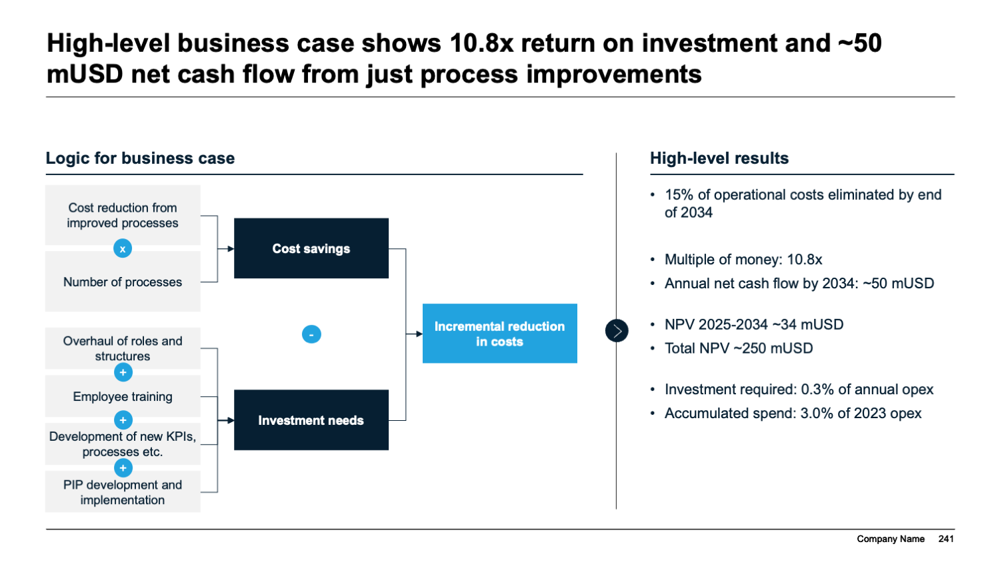 High-level business case shows 10.8x return on investment and ~50
mUSD net cash flow from just process improvements
Logic for business case
Cost reduction from
improved processes
x
Number of processes
Cost savings
-
Overhaul of roles and
structures
+
Employee training
+
Development of new KPIs,
processes etc.
+
PIP development and
implementation
Investment needs
Incremental reduction
in costs
High-level results
• 15% of operational costs eliminated by end
of 2034
• Multiple of money: 10.8x
• Annual net cash flow by 2034: ~50 mUSD
• NPV 2025-2034 ~34 mUSD
• Total NPV ~250 mUSD
• Investment required: 0.3% of annual opex
• Accumulated spend: 3.0% of 2023 opex
Company Name 241